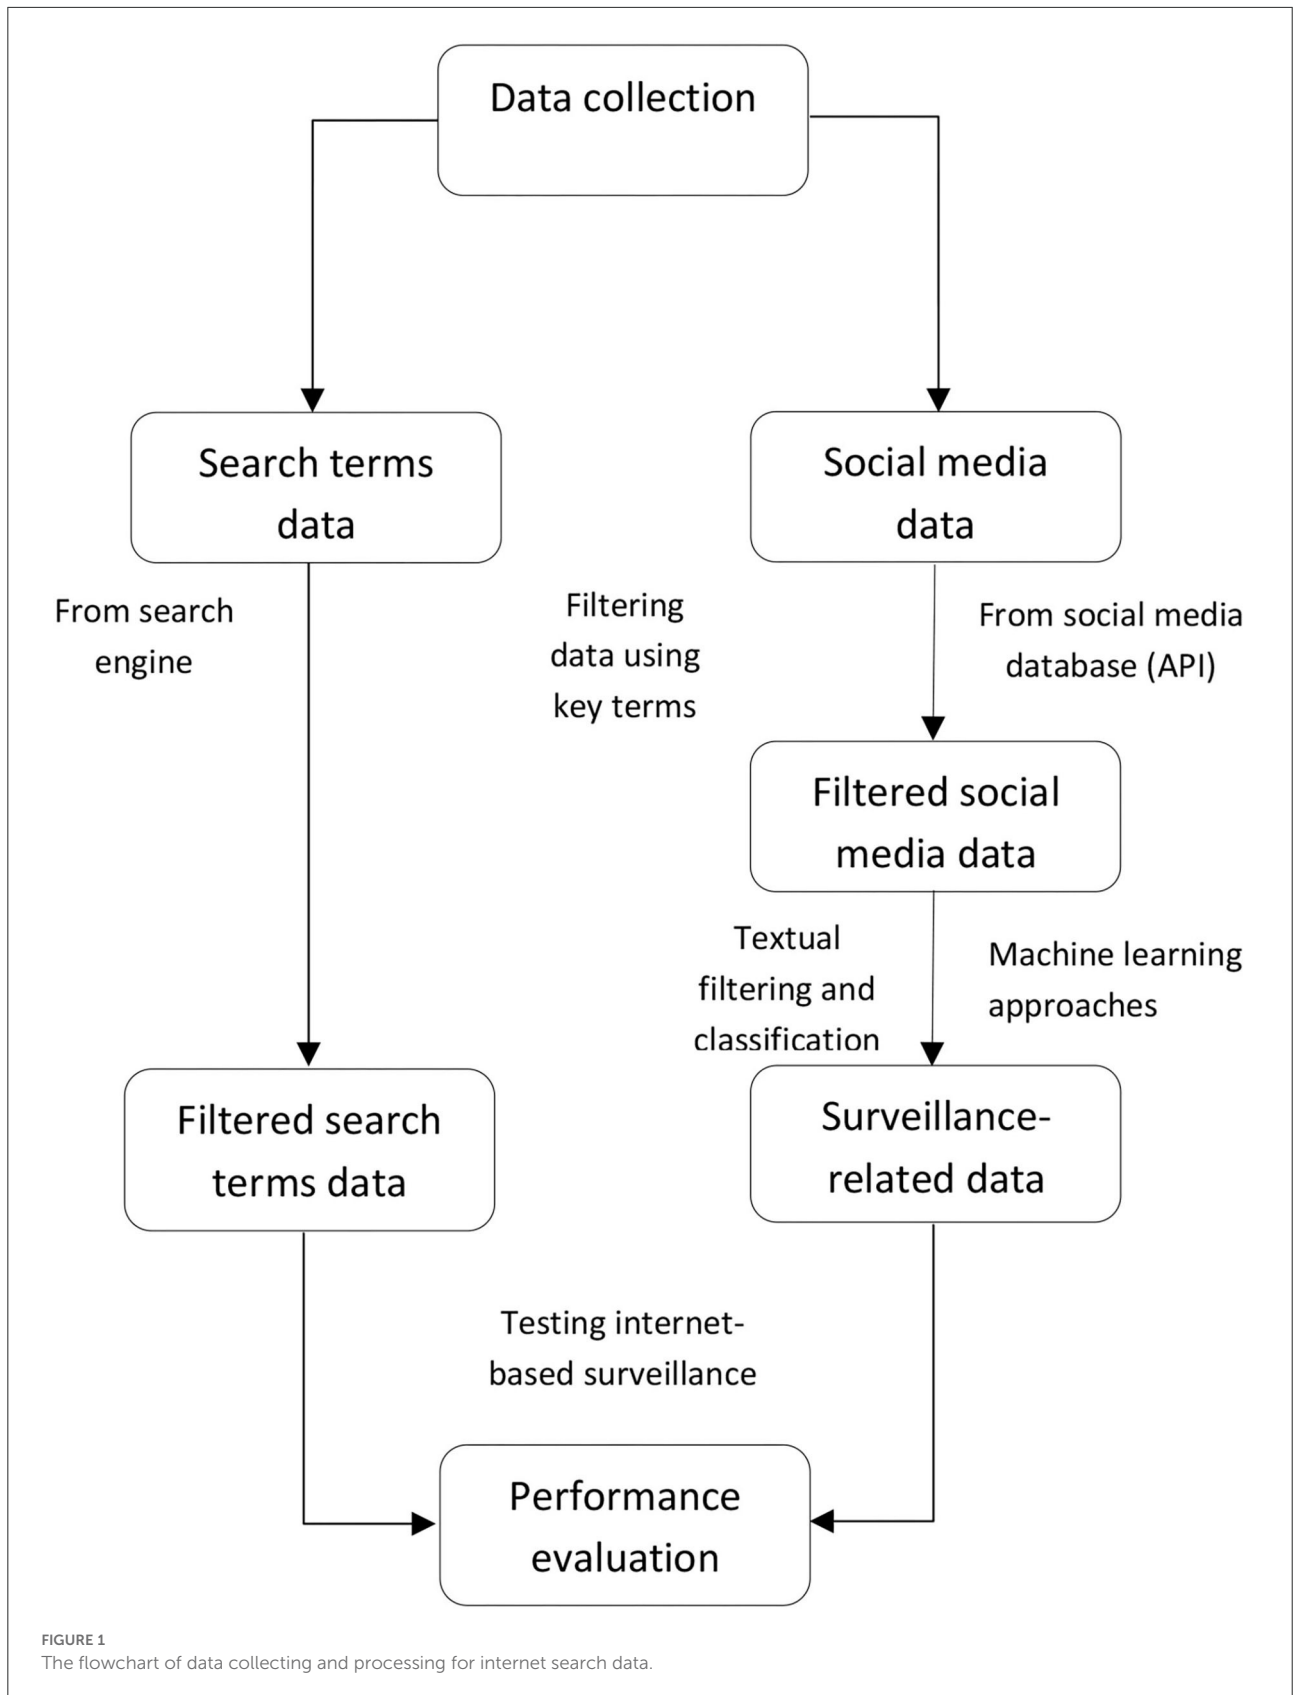 Data collection
Search terms
data
Social media
data
From search
engine
Filtering
data using
key terms
From social media
database (API)
Filtered social
media data
Textual
filtering and
classification
Machine learning
approaches
Filtered search
terms data
Surveillance-
related data
Testing internet-
based surveillance
Performance
evaluation
FIGURE 1
The flowchart of data collecting and processing for internet search data.